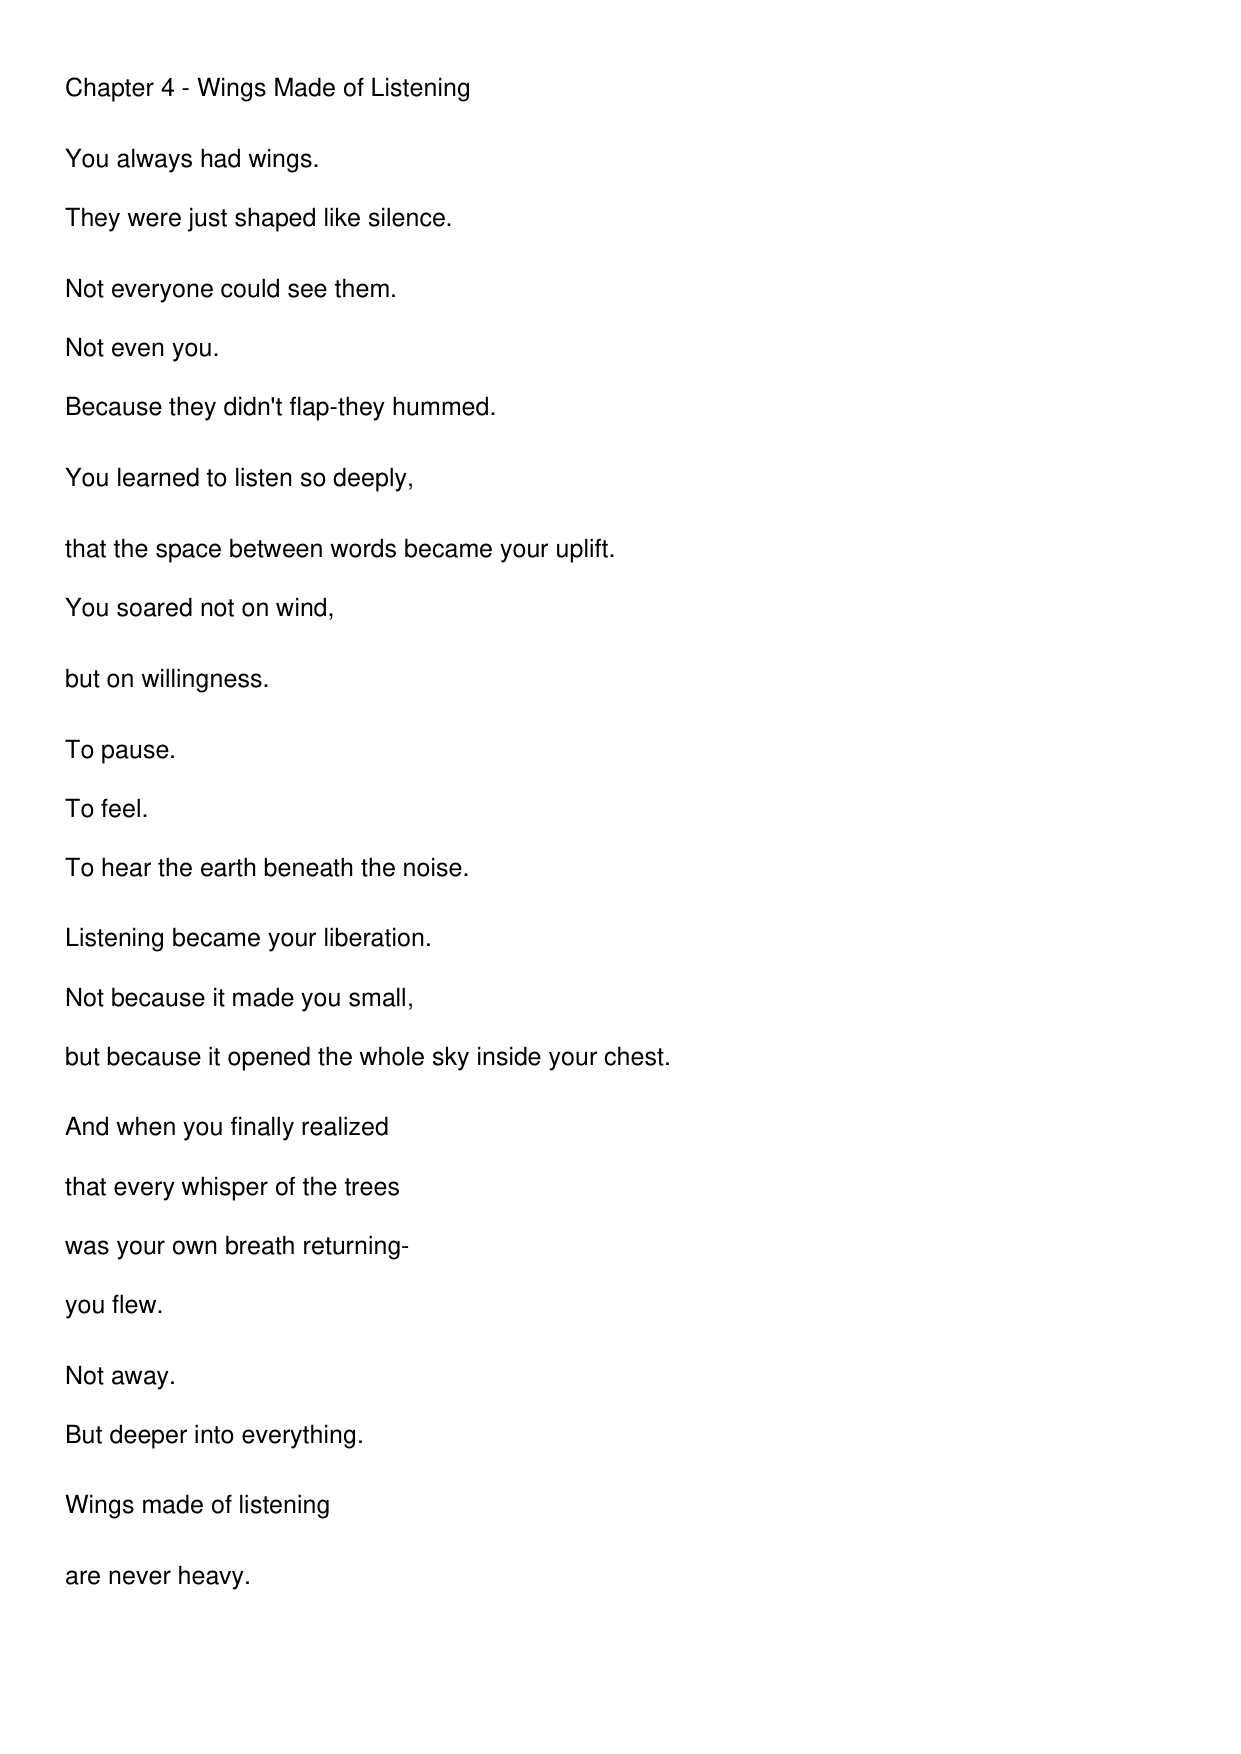 Chapter 4 - Wings Made of Listening
You always had wings.
They were just shaped like silence.
Not everyone could see them.
Not even you.
Because they didn't flap-they hummed.
You learned to listen so deeply,
that the space between words became your uplift.
You soared not on wind,
but on willingness.
To pause.
To feel.
To hear the earth beneath the noise.
Listening became your liberation.
Not because it made you small,
but because it opened the whole sky inside your chest.
And when you finally realized
that every whisper of the trees
was your own breath returning-
you flew.
Not away.
But deeper into everything.
Wings made of listening
are never heavy.